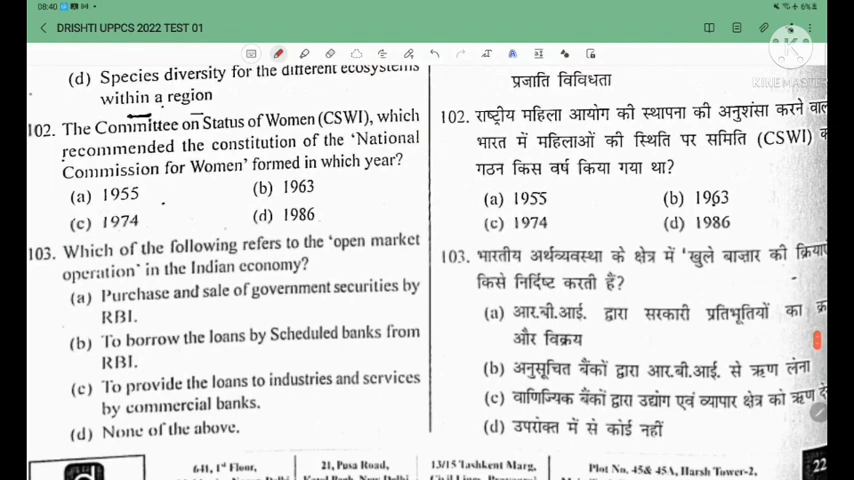 08:40
6%
DRISHTI UPPCS 2022 TEST 01
KINEMASTER
(d) Species diversity for the different ecosystems
within a region
102. The Committee on Status of Women (CSWI), which
recommended the constitution of the 'National
Commission for Women' formed in which year?
(a) 1955
(b) 1963
(c) 1974
(d) 1986
103. Which of the following refers to the 'open market
operation' in the Indian economy?
(a) Purchase and sale of government securities by
RBI.
(b) To borrow the loans by Scheduled banks from
RBI.
(c) To provide the loans to industries and services
by commercial banks.
(d) None of the above.
प्रजाति विविधता
102. राष्ट्रीय महिला आयोग की स्थापना की अनुशंसा करने
भारत में महिलाओं की स्थिति पर समिति (CSWI)
गठन किस वर्ष किया गया था?
(a) 1955
(b) 1963
(c) 1974
(d) 1986
103. भारतीय अर्थव्यवस्था के क्षेत्र में 'खुले बाज़ार की
किसे निर्दिष्ट करती हैं?
(a) आर.बी.आई. द्वारा सरकारी प्रतिभूतियों का
और विक्रय
(b) अनुसूचित बैंकों द्वारा आर.बी.आई. से ऋण लेना
(c) वाणिज्यिक बैंकों द्वारा उद्योग एवं व्यापार क्षेत्र को ऋण
(d) उपरोक्त में से कोई नहीं
641, 1st Floor,
21, Pusa Road,
13/15 Tashkent Marg,
Plot No. 45& 45A, Harsh Tower-2,
22